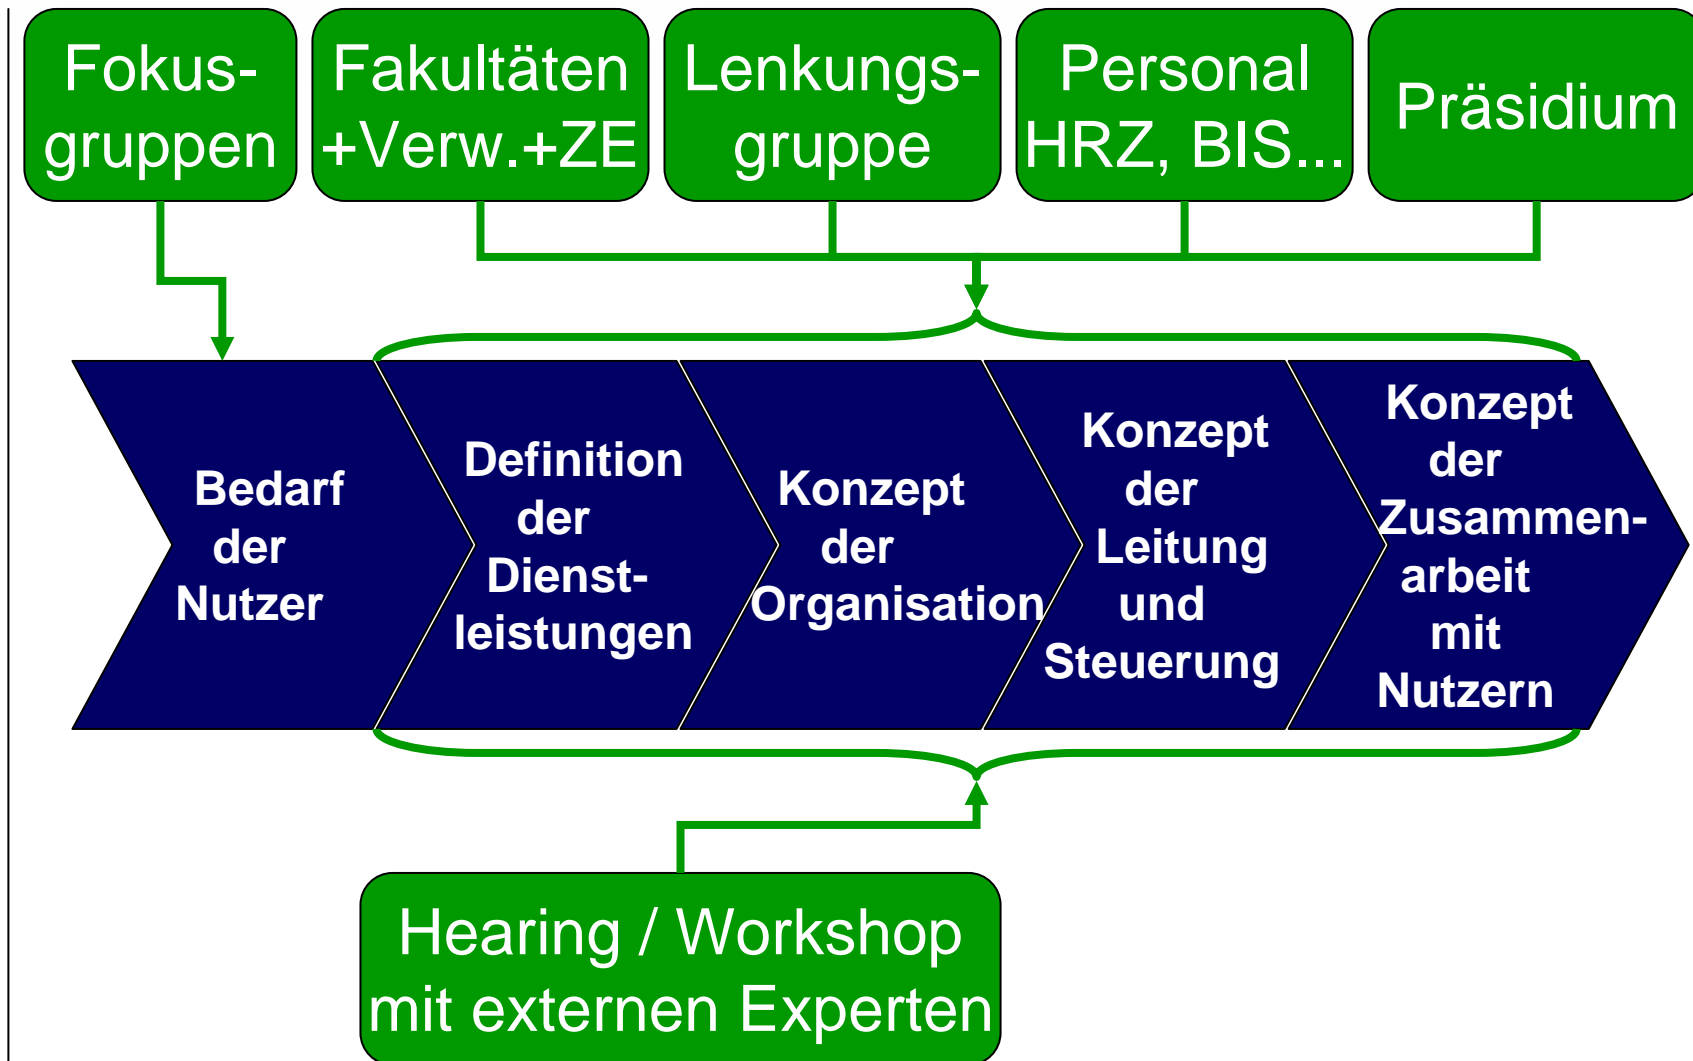 Fokus-
gruppen
Fakultäten
+Verw.+ZE
Lenkungs-
gruppe
Personal
HRZ, BIS...
Präsidium
Bedarf
der
Nutzer
Definition
der
Dienst-
leistungen
Konzept
der
Organisation
Konzept
der
Leitung
und
Steuerung
Konzept
der
Zusammen-
arbeit
mit
Nutzern
Hearing / Workshop
mit externen Experten